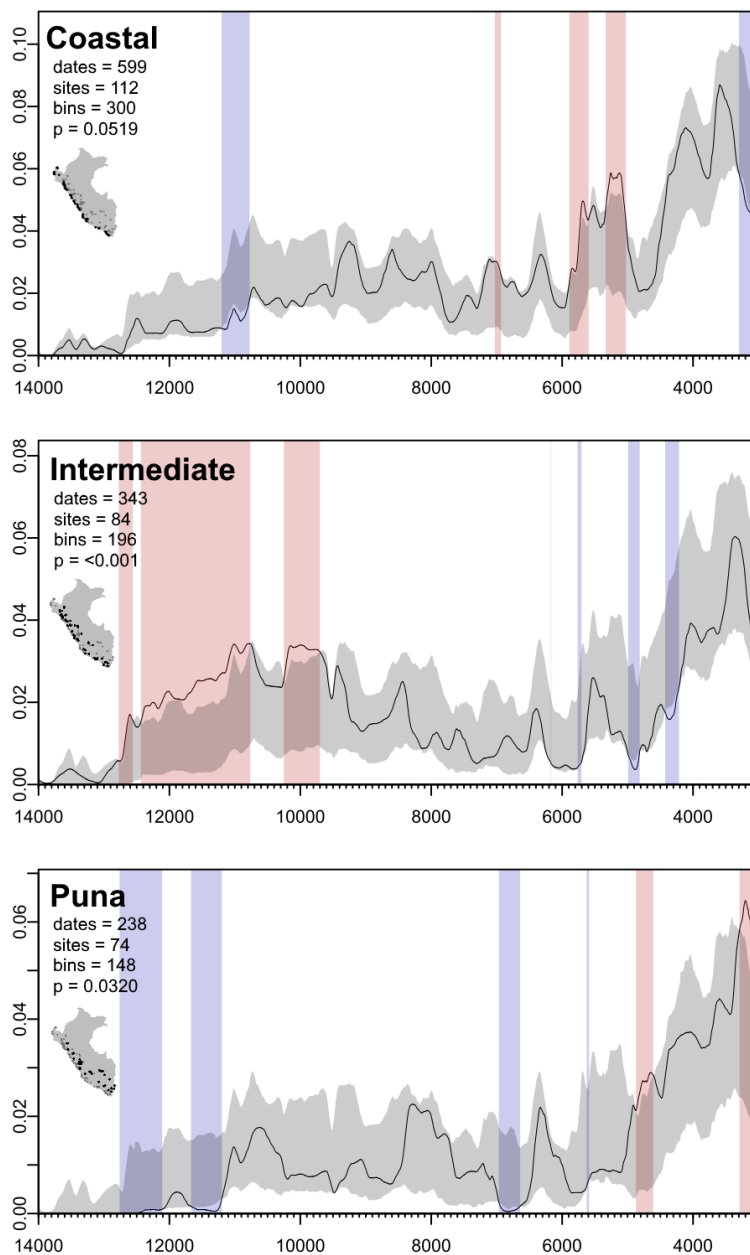 Coastal
dates = 599
sites = 112
bins = 300
p = 0.0519
0.10
0.08
0.06
0.04
0.02
0.00
14000 12000 10000 8000 6000 4000
Intermediate
dates = 343
sites = 84
bins = 196
p = <0.001
0.08
0.06
0.04
0.02
0.00
14000 12000 10000 8000 6000 4000
Puna
dates = 238
sites = 74
bins = 148
p = 0.0320
0.06
0.04
0.02
0.00
14000 12000 10000 8000 6000 4000